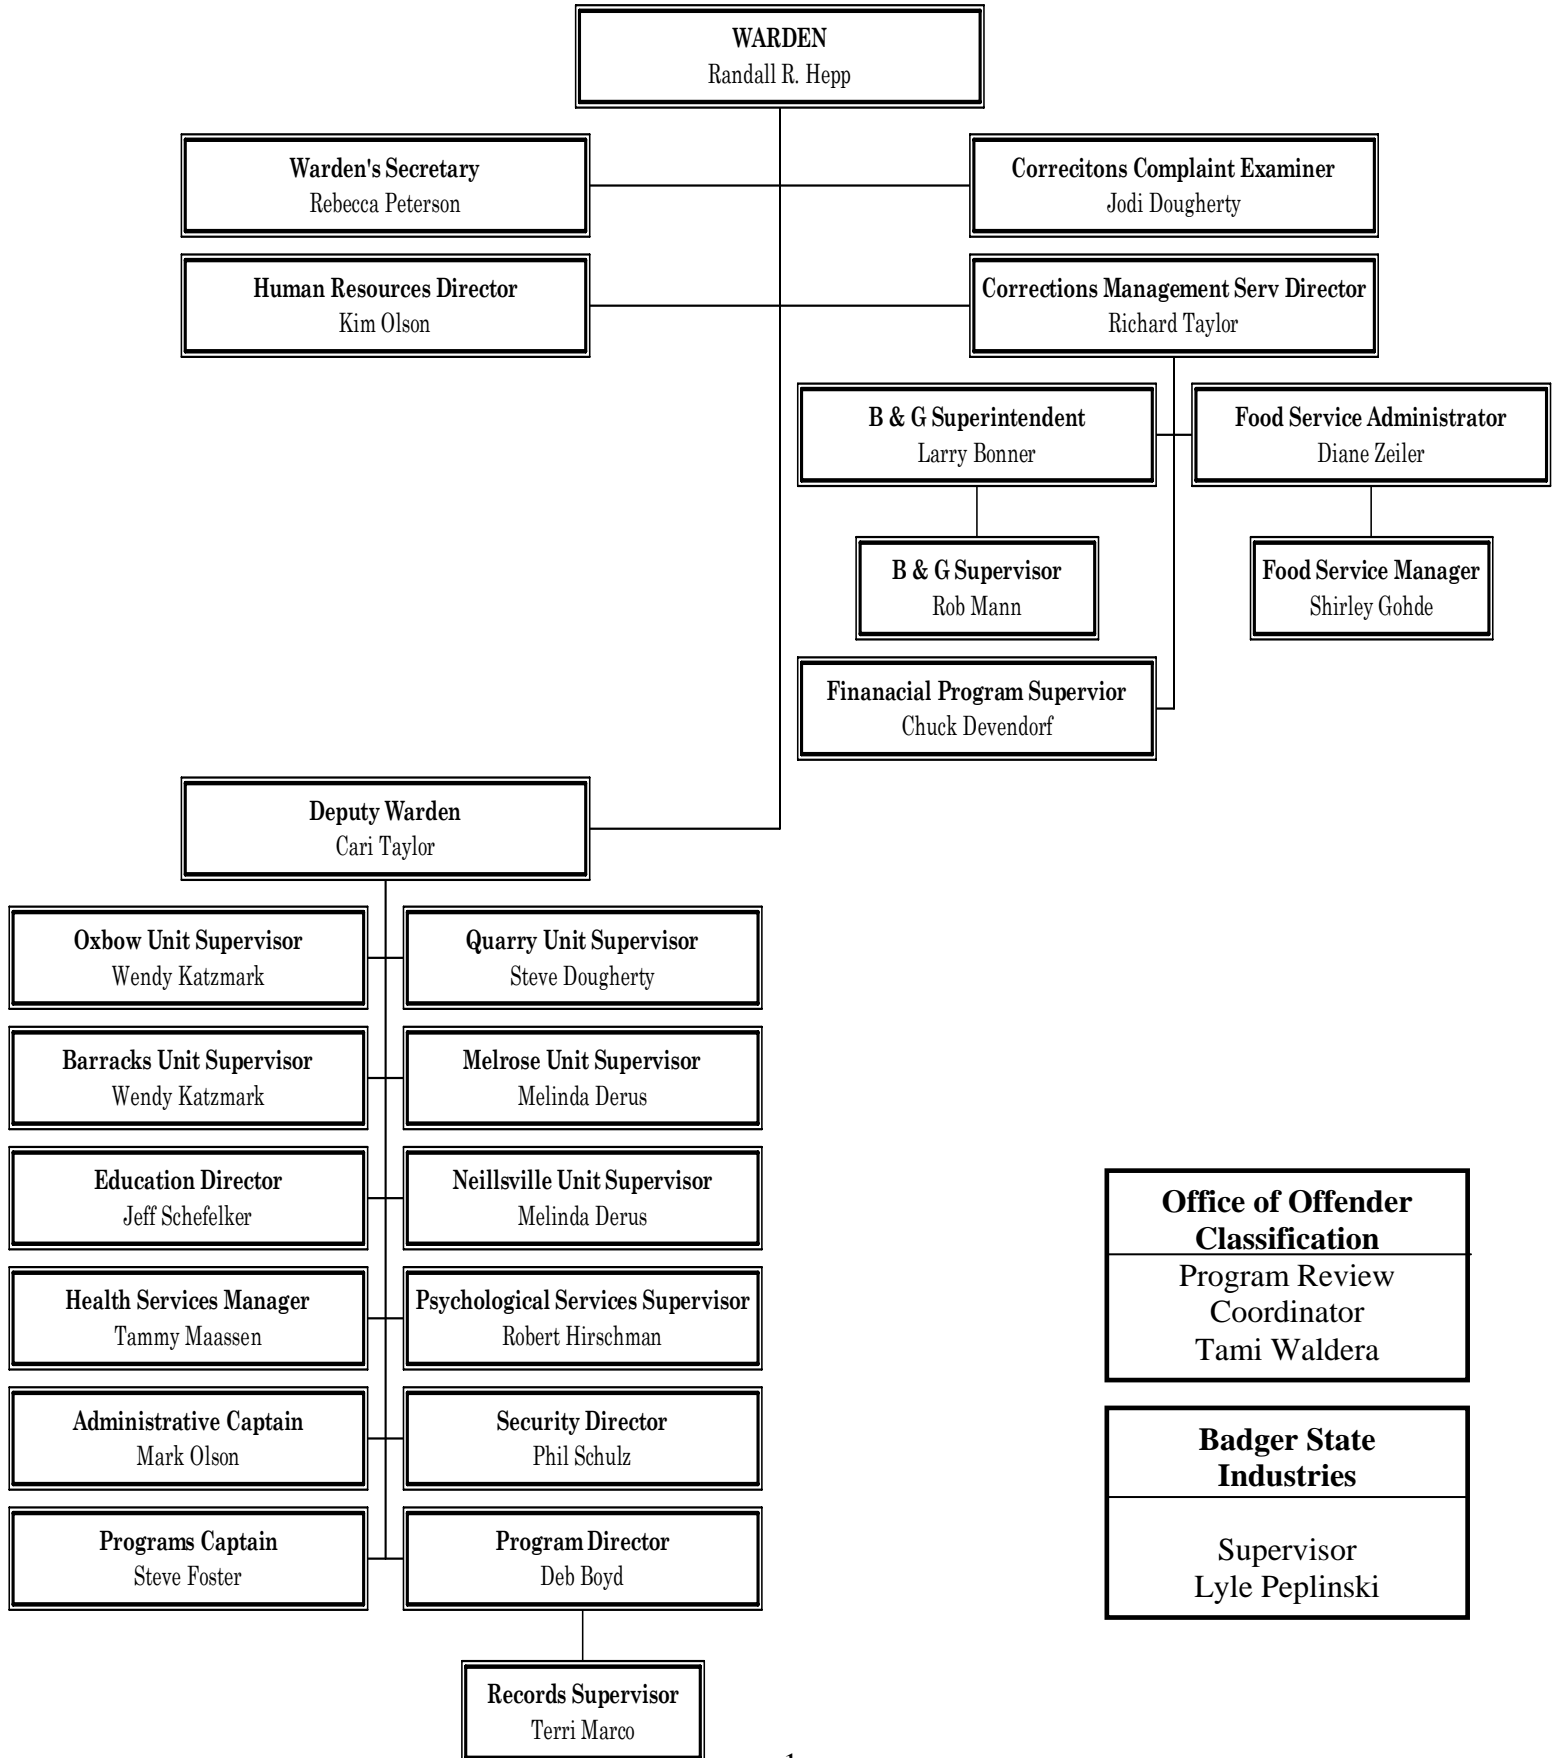 WARDEN
Randall R. Hepp
Warden's Secretary
Rebecca Peterson
Correcitons Complaint Examiner
Jodi Dougherty
Human Resources Director
Kim Olson
Corrections Management Serv Director
Richard Taylor
B & G Superintendent
Larry Bonner
Food Service Administrator
Diane Zeiler
B & G Supervisor
Rob Mann
Food Service Manager
Shirley Gohde
Finanacial Program Supervior
Chuck Devendorf
Deputy Warden
Cari Taylor
Oxbow Unit Supervisor
Wendy Katzmark
Quarry Unit Supervisor
Steve Dougherty
Barracks Unit Supervisor
Wendy Katzmark
Melrose Unit Supervisor
Melinda Derus
Education Director
Jeff Schefelker
Neillsville Unit Supervisor
Melinda Derus
Health Services Manager
Tammy Maassen
Psychological Services Supervisor
Robert Hirschman
Administrative Captain
Mark Olson
Security Director
Phil Schulz
Programs Captain
Steve Foster
Program Director
Deb Boyd
Records Supervisor
Terri Marco
Office of Offender
Classification
Program Review
Coordinator
Tami Waldera
Badger State
Industries
Supervisor
Lyle Peplinski